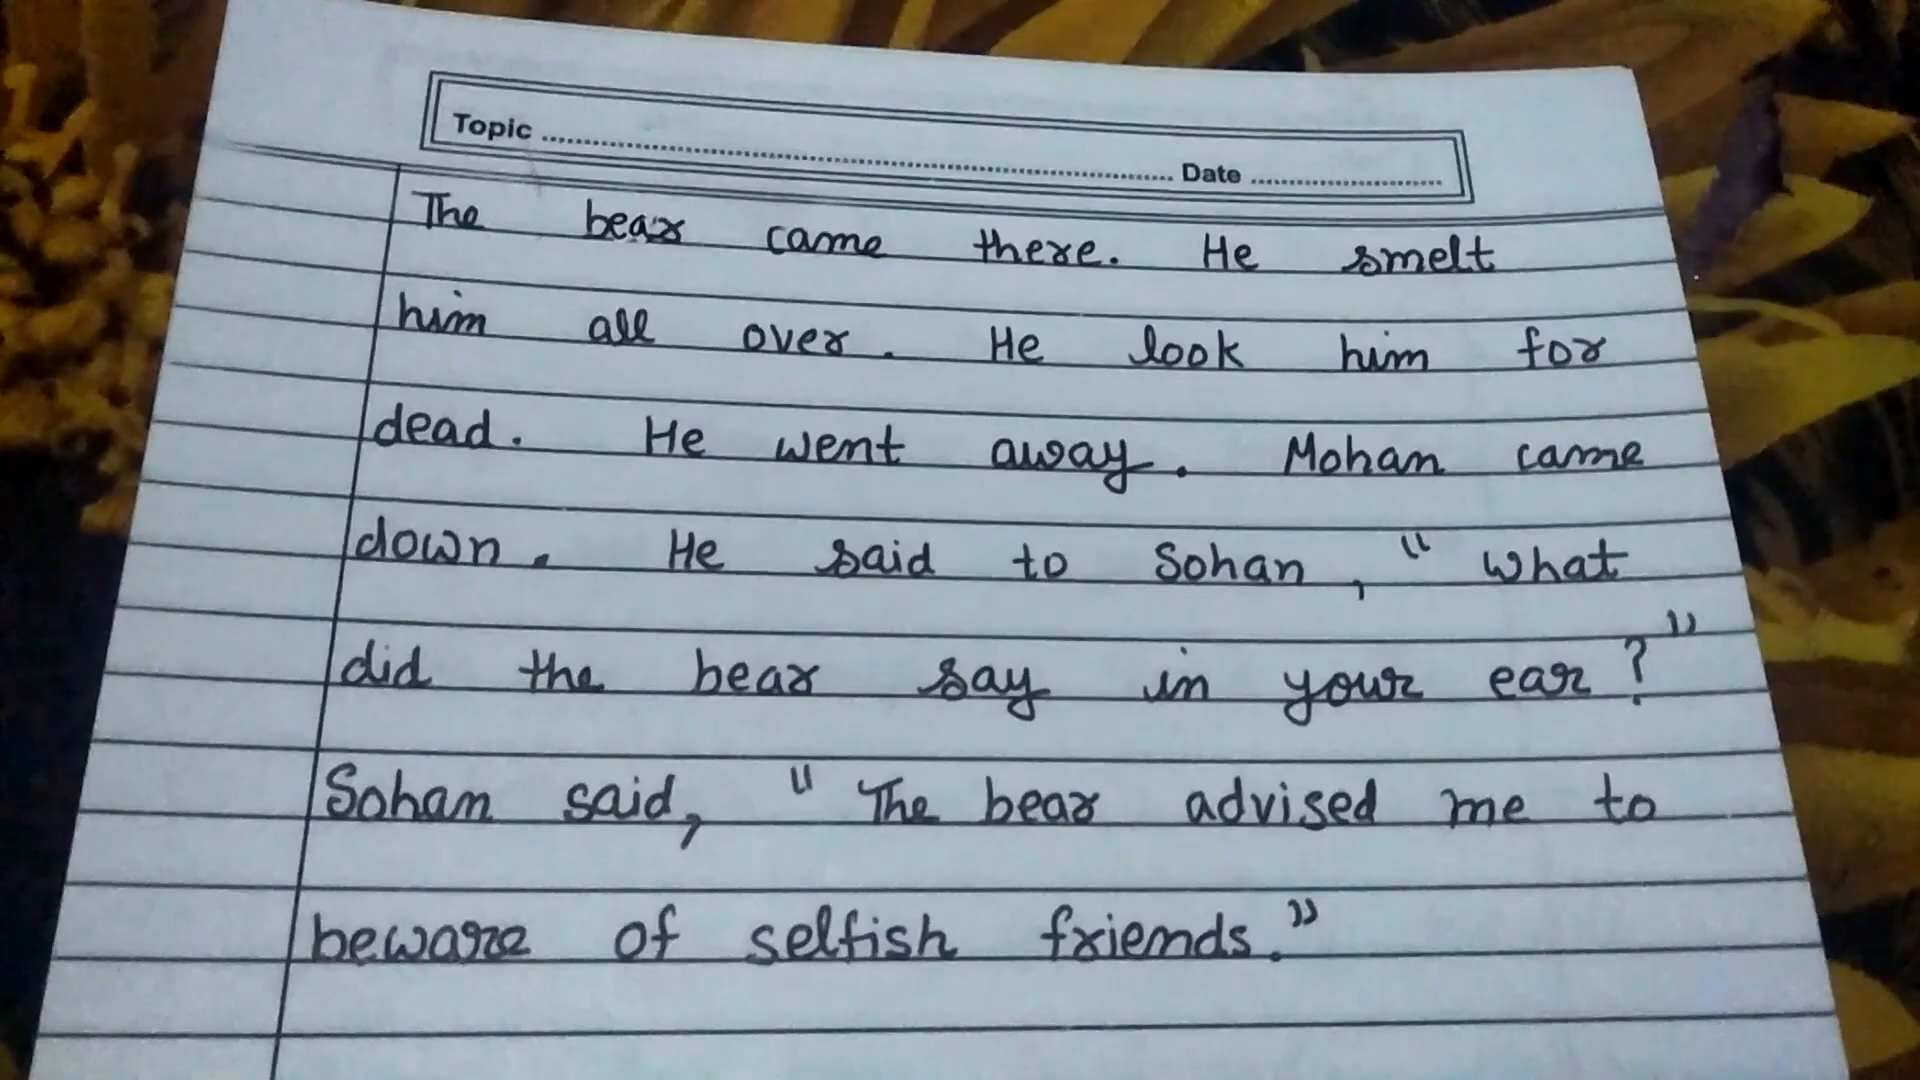 Topic ........................ Date ............
The bear came there. He smelt
him all over. He look him for
dead. He went away. Mohan came
down. He said to Sohan, "what
did the bear say in your ear?"
Sohan said, "The bear advised me to
beware of selfish friends."